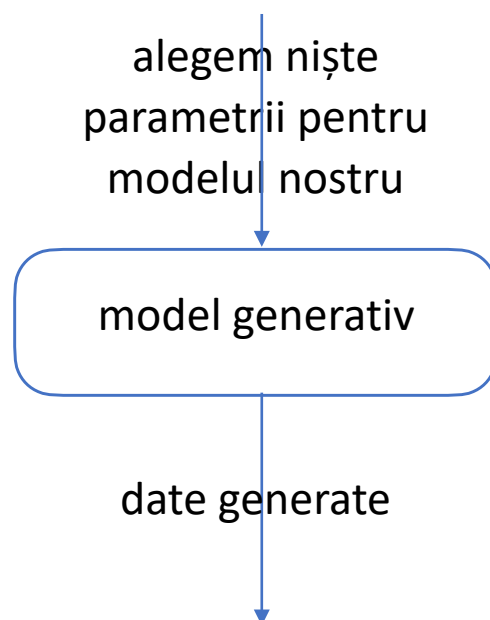 alegem niște
parametrii pentru
modelul nostru
model generativ
date generate